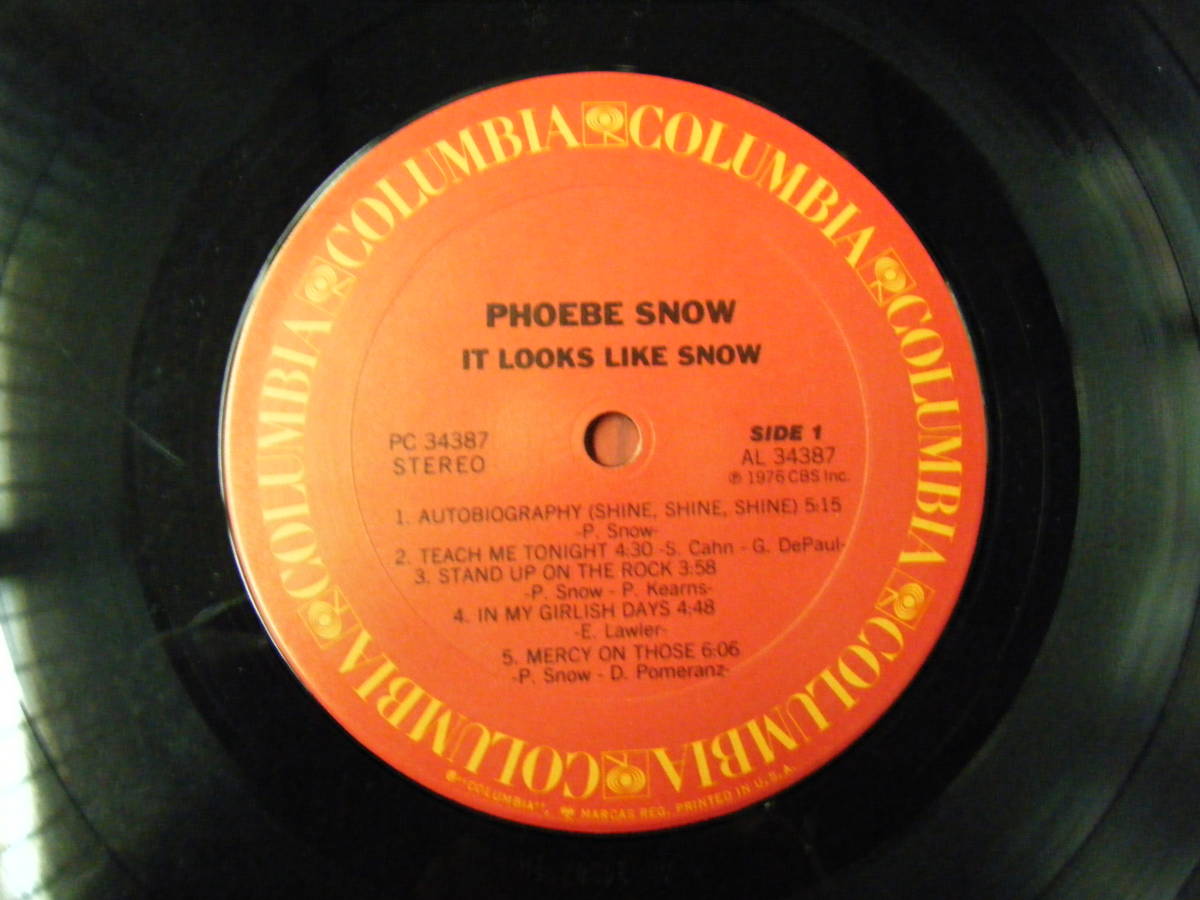 COLUMBIA COLUMBIA COLUMBIA COLUMBIA COLUMBIA COLUMBIA
PHOEBE SNOW
IT LOOKS LIKE SNOW
PC 34387
STEREO
SIDE 1
AL 34387
℗ 1976 CBS Inc.
1. AUTOBIOGRAPHY (SHINE, SHINE, SHINE) 5:15
-P. Snow-
2. TEACH ME TONIGHT 4:30 -S. Cahn - G. DePaul-
3. STAND UP ON THE ROCK 3:58
-P. Snow - P. Kearns-
4. IN MY GIRLISH DAYS 4:48
-E. Lawler-
5. MERCY ON THOSE 6:06
-P. Snow - D. Pomeranz-
®"COLUMBIA", MARCAS REG. PRINTED IN U.S.A.